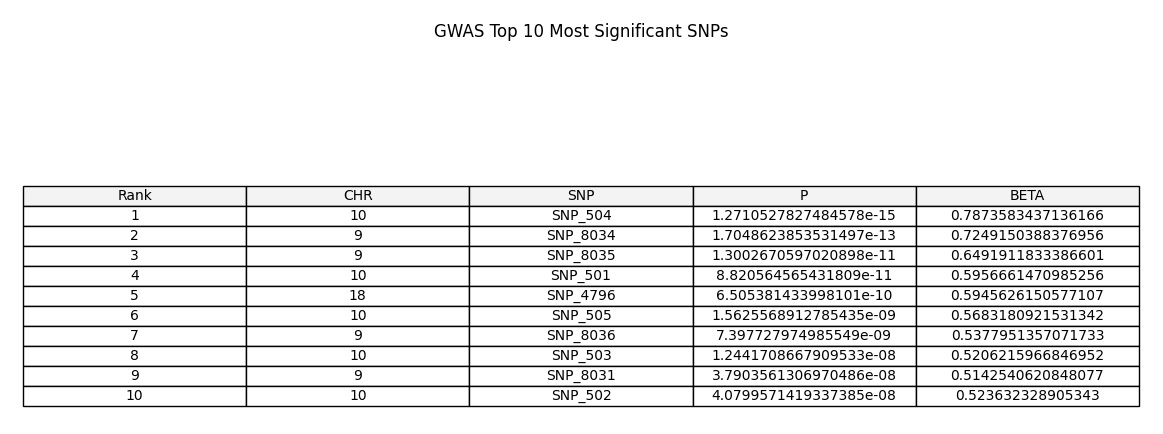 GWAS Top 10 Most Significant SNPs
Rank CHR SNP P BETA
1 10 SNP_504 1.2710527827484578e-15 0.7873583437136166
2 9 SNP_8034 1.7048623853531497e-13 0.7249150388376956
3 9 SNP_8035 1.3002670597020898e-11 0.6491911833386601
4 10 SNP_501 8.820564565431809e-11 0.5956661470985256
5 18 SNP_4796 6.505381433998101e-10 0.5945626150577107
6 10 SNP_505 1.5625568912785435e-09 0.5683180921531342
7 9 SNP_8036 7.397727974985549e-09 0.5377951357071733
8 10 SNP_503 1.2441708667909533e-08 0.5206215966846952
9 9 SNP_8031 3.7903561306970486e-08 0.5142540620848077
10 10 SNP_502 4.0799571419337385e-08 0.523632328905343